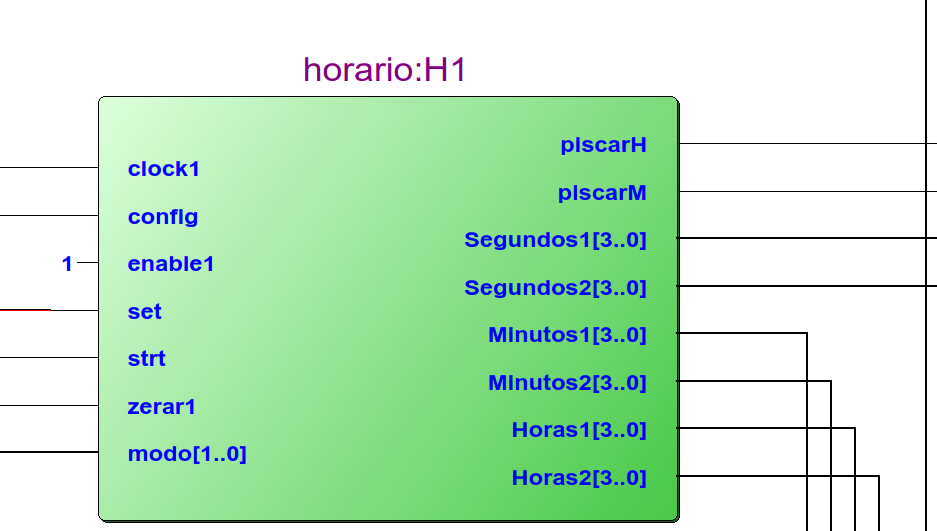 horario:H1
clock1
config
1
enable1
set
strt
zerar1
modo[1..0]
piscarH
piscarM
Segundos1[3..0]
Segundos2[3..0]
Minutos1[3..0]
Minutos2[3..0]
Horas1[3..0]
Horas2[3..0]